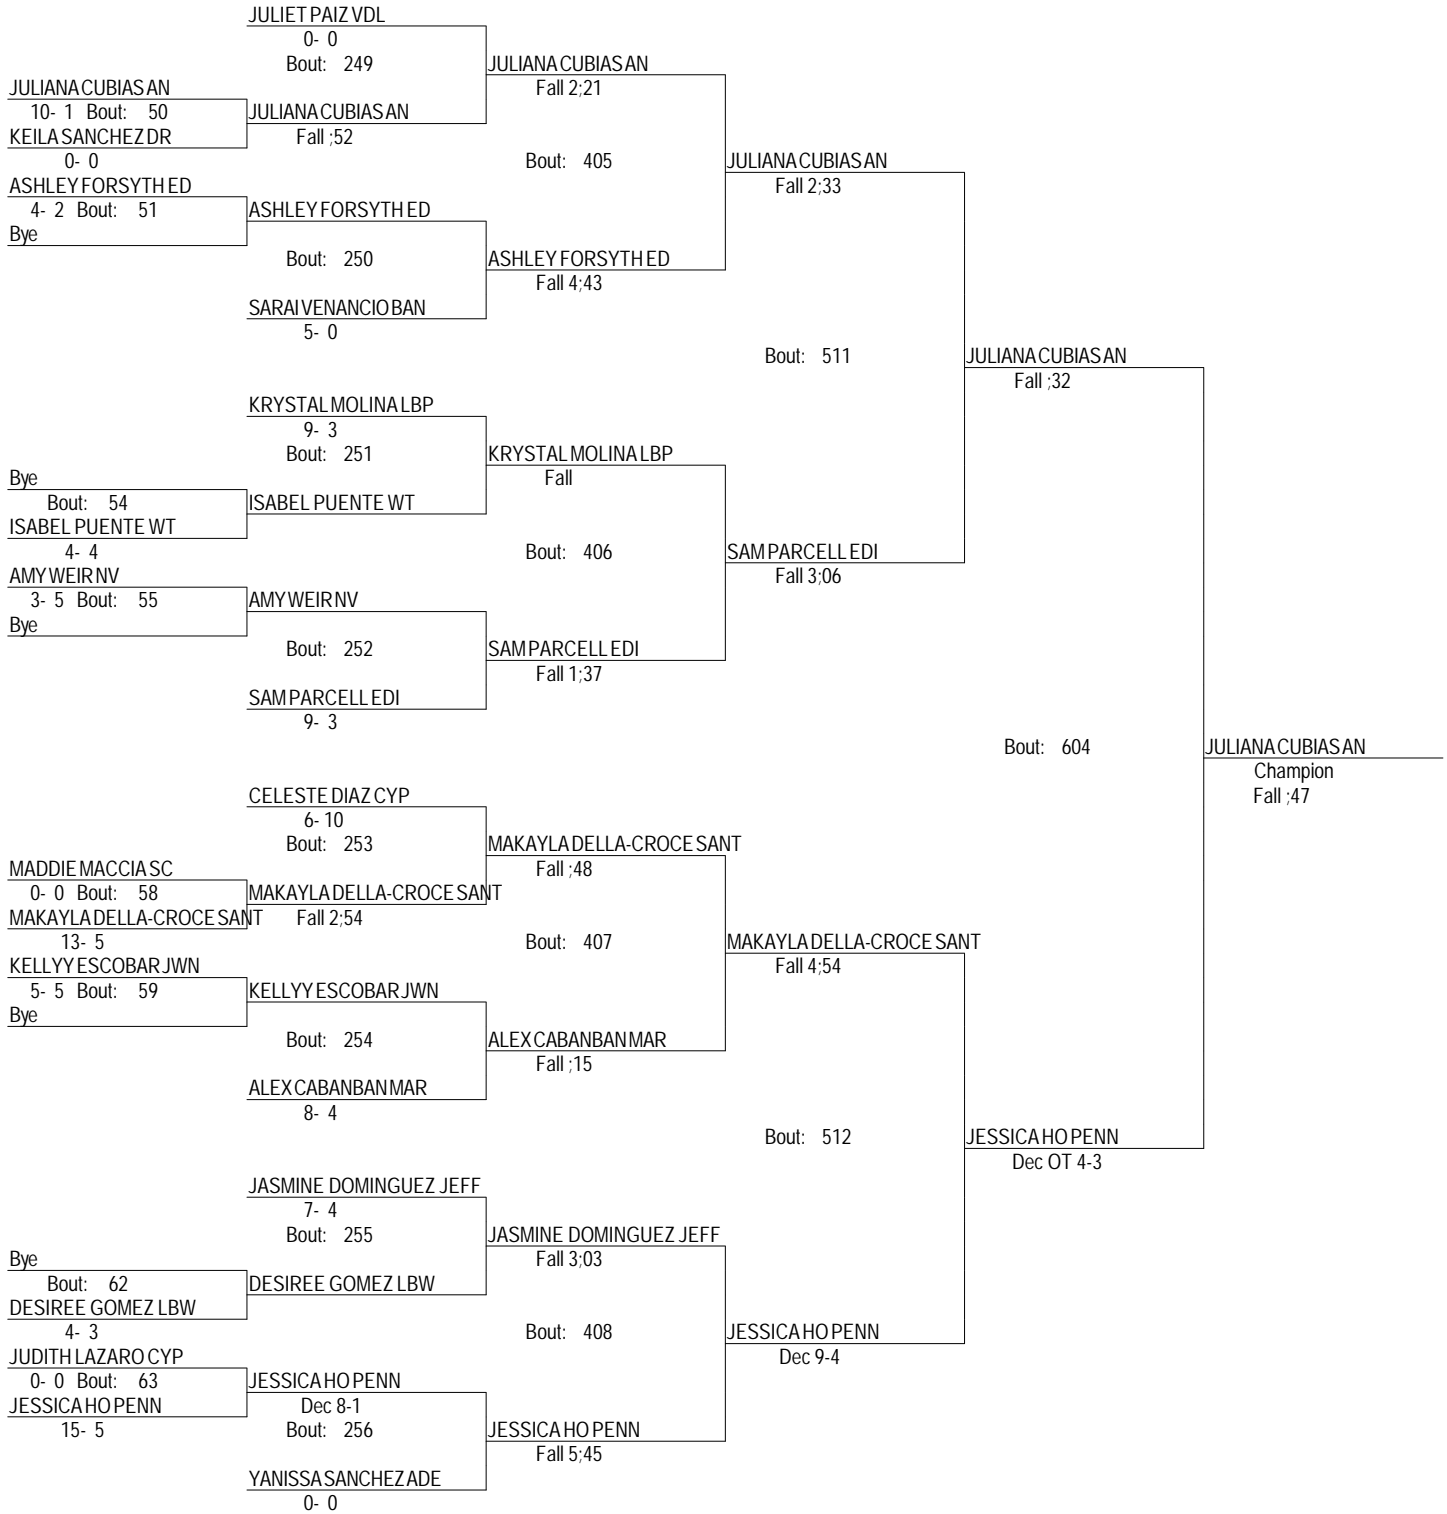 JULIET PAIZ VDL
0- 0
Bout: 249
JULIANA CUBIAS AN
Fall 2;21
JULIANA CUBIAS AN
10- 1 Bout: 50
JULIANA CUBIAS AN
Fall ;52
KEILA SANCHEZ DR
0- 0
Bout: 405
JULIANA CUBIAS AN
Fall 2;33
ASHLEY FORSYTH ED
4- 2 Bout: 51
ASHLEY FORSYTH ED
Bye
Bout: 250
ASHLEY FORSYTH ED
Fall 4;43
SARAI VENANCIO BAN
5- 0
Bout: 511
JULIANA CUBIAS AN
Fall ;32
KRYSTAL MOLINA LBP
9- 3
Bout: 251
KRYSTAL MOLINA LBP
Fall
Bye
Bout: 54
ISABEL PUENTE WT
ISABEL PUENTE WT
4- 4
Bout: 406
SAM PARCELL EDI
Fall 3;06
AMY WEIR NV
3- 5 Bout: 55
AMY WEIR NV
Bye
Bout: 252
SAM PARCELL EDI
Fall 1;37
SAM PARCELL EDI
9- 3
Bout: 604
JULIANA CUBIAS AN
Champion
Fall ;47
CELESTE DIAZ CYP
6- 10
Bout: 253
MAKAYLA DELLA-CROCE SANT
Fall ;48
MADDIE MACCIA SC
0- 0 Bout: 58
MAKAYLA DELLA-CROCE SANT
Fall 2;54
MAKAYLA DELLA-CROCE SANT
13- 5
Bout: 407
MAKAYLA DELLA-CROCE SANT
Fall 4;54
KELLYY ESCOBAR JWN
5- 5 Bout: 59
KELLYY ESCOBAR JWN
Bye
Bout: 254
ALEX CABANBAN MAR
Fall ;15
ALEX CABANBAN MAR
8- 4
Bout: 512
JESSICA HO PENN
Dec OT 4-3
JASMINE DOMINGUEZ JEFF
7- 4
Bout: 255
JASMINE DOMINGUEZ JEFF
Fall 3;03
Bye
Bout: 62
DESIREE GOMEZ LBW
DESIREE GOMEZ LBW
4- 3
Bout: 408
JESSICA HO PENN
Dec 9-4
JUDITH LAZARO CYP
0- 0 Bout: 63
JESSICA HO PENN
Dec 8-1
JESSICA HO PENN
15- 5
Bout: 256
JESSICA HO PENN
Fall 5;45
YANISSA SANCHEZ ADE
0- 0